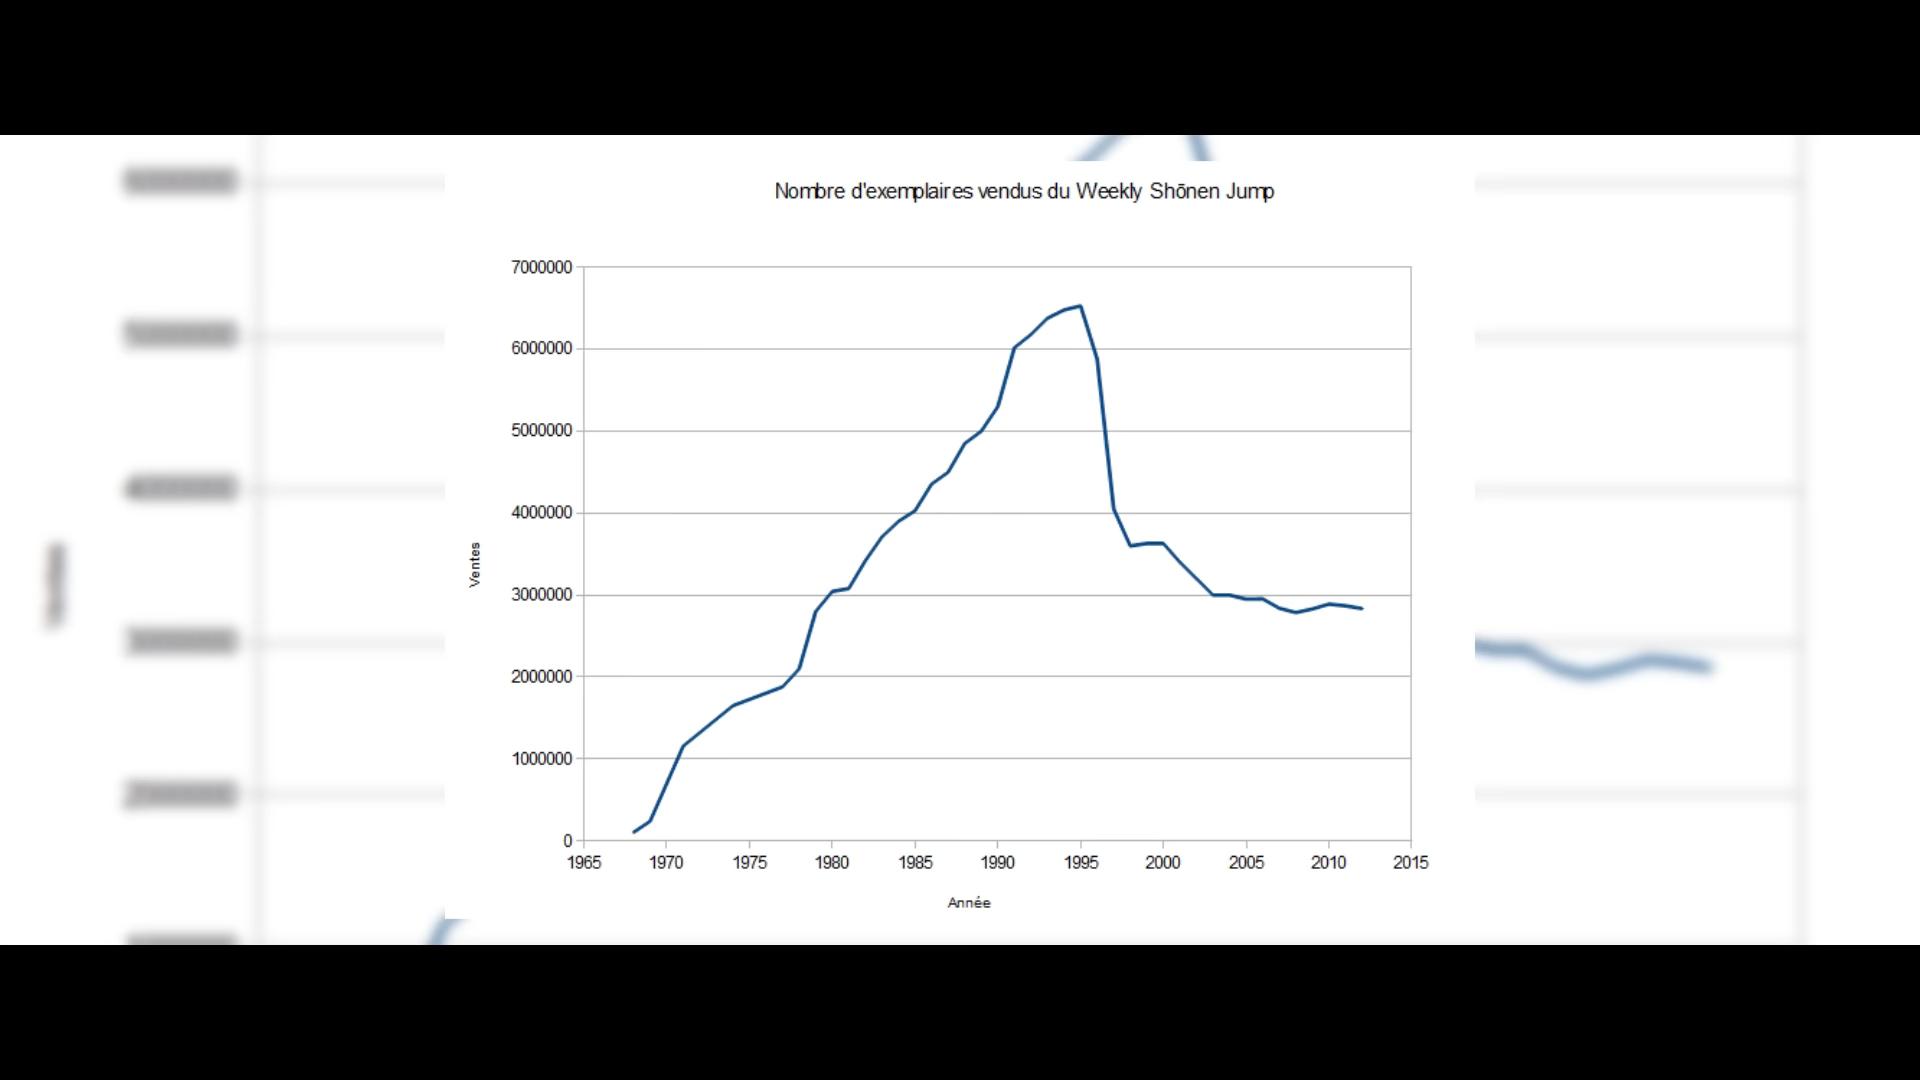 Nombre d'exemplaires vendus du Weekly Shōnen Jump
7000000
6000000
5000000
4000000
3000000
2000000
1000000
0
Ventes
1965 1970 1975 1980 1985 1990 1995 2000 2005 2010 2015
Année